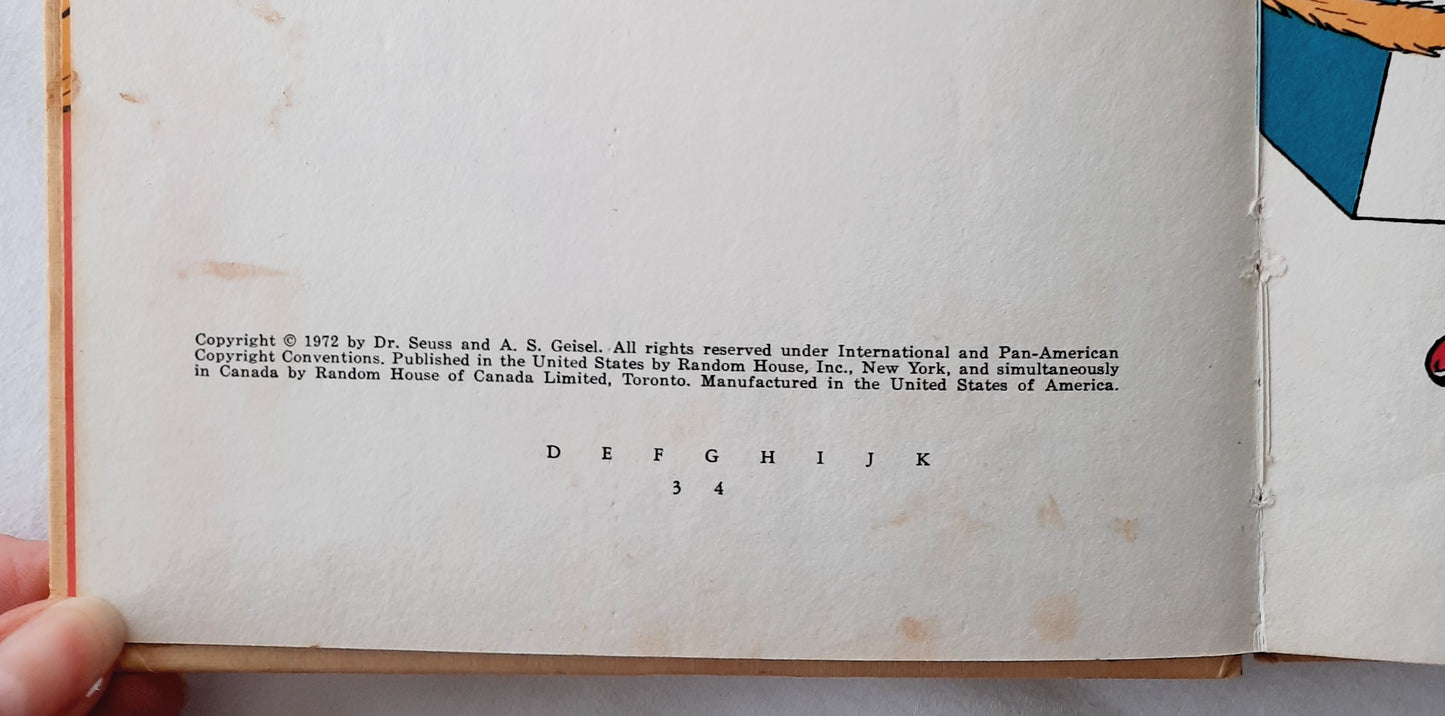 Copyright © 1972 by Dr. Seuss and A. S. Geisel. All rights reserved under International and Pan-American
Copyright Conventions. Published in the United States by Random House, Inc., New York, and simultaneously
in Canada by Random House of Canada Limited, Toronto. Manufactured in the United States of America.
D E F G H I J K
3 4